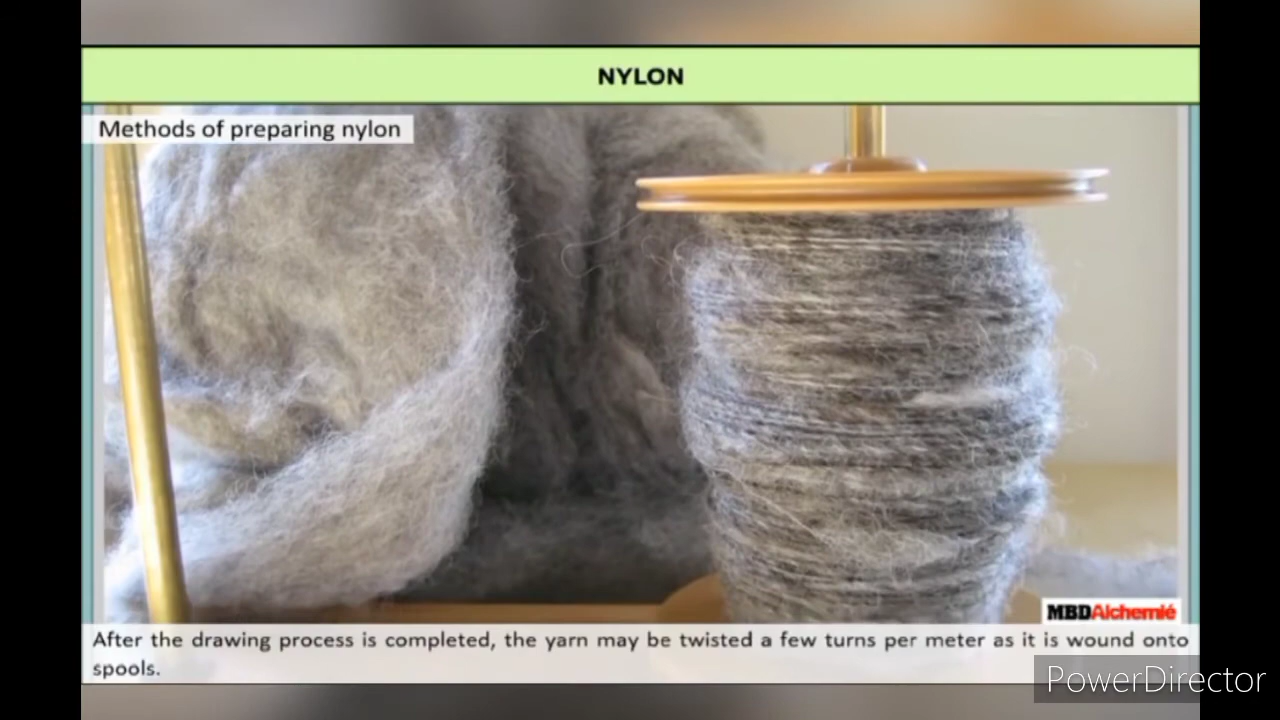 NYLON
Methods of preparing nylon
MBDAlchemié
After the drawing process is completed, the yarn may be twisted a few turns per meter as it is wound onto
spools.
PowerDirector